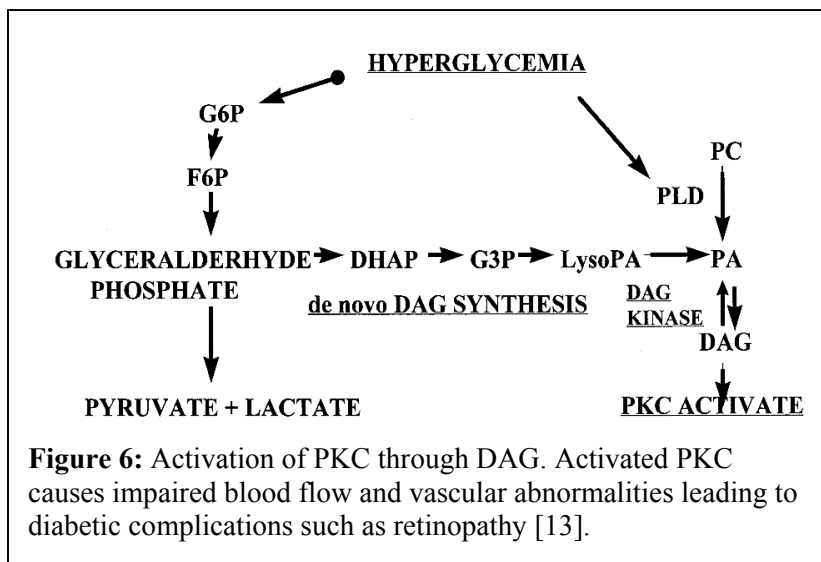 HYPERGLYCEMIA
G6P
PC
F6P
PLD
GLYCERALDERHYDE
PHOSPHATE
DHAP
G3P
LysoPA
PA
de novo DAG SYNTHESIS
DAG
KINASE
DAG
PYRUVATE + LACTATE
PKC ACTIVATE
Figure 6: Activation of PKC through DAG. Activated PKC
causes impaired blood flow and vascular abnormalities leading to
diabetic complications such as retinopathy [13].